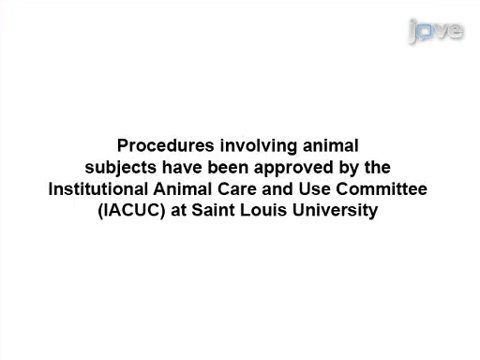 jove
Procedures involving animal
subjects have been approved by the
Institutional Animal Care and Use Committee
(IACUC) at Saint Louis University